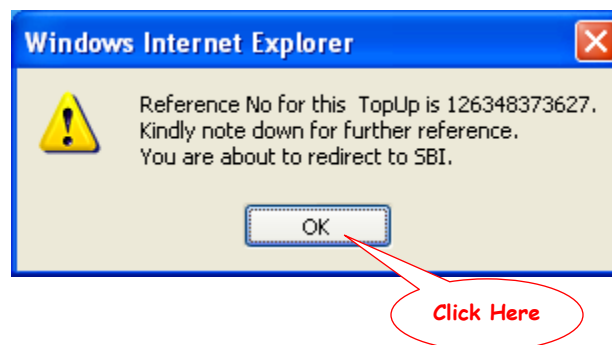 Windows Internet Explorer
Reference No for this TopUp is 126348373627.
Kindly note down for further reference.
You are about to redirect to SBI.
OK
Click Here